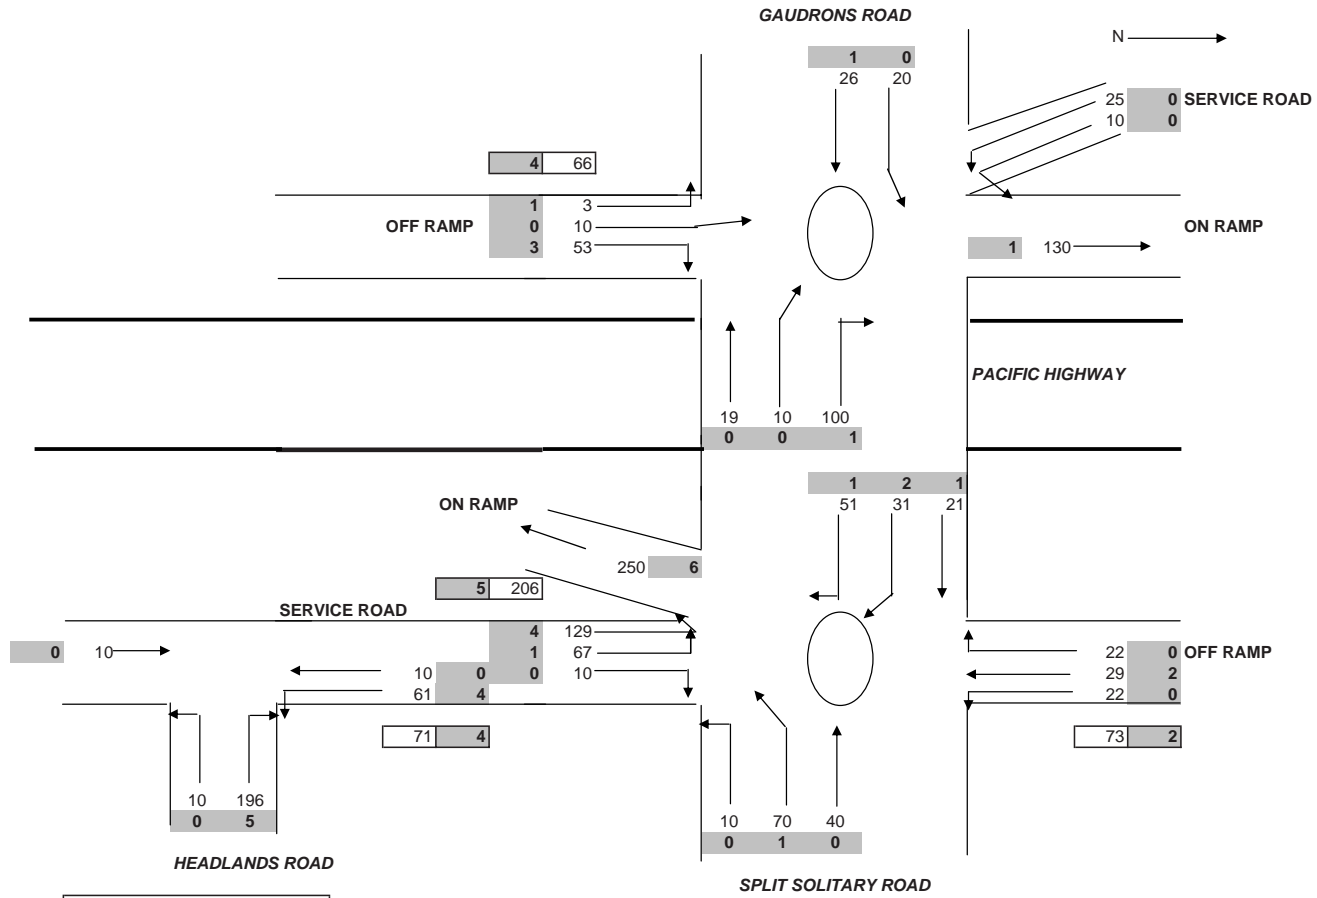 GAUDRONS ROAD
N
1 0
26 20
25 0 SERVICE ROAD
10 0
4 66
1 3
OFF RAMP 0 10
3 53
ON RAMP
1 130
PACIFIC HIGHWAY
19 10 100
0 0 1
1 2 1
51 31 21
ON RAMP
250 6
5 206
SERVICE ROAD
4 129
0 10
1 67
10 0 0 10
61 4
22 0 OFF RAMP
29 2
22 0
71 4
73 2
10 196
0 5
10 70 40
0 1 0
HEADLANDS ROAD
SPLIT SOLITARY ROAD